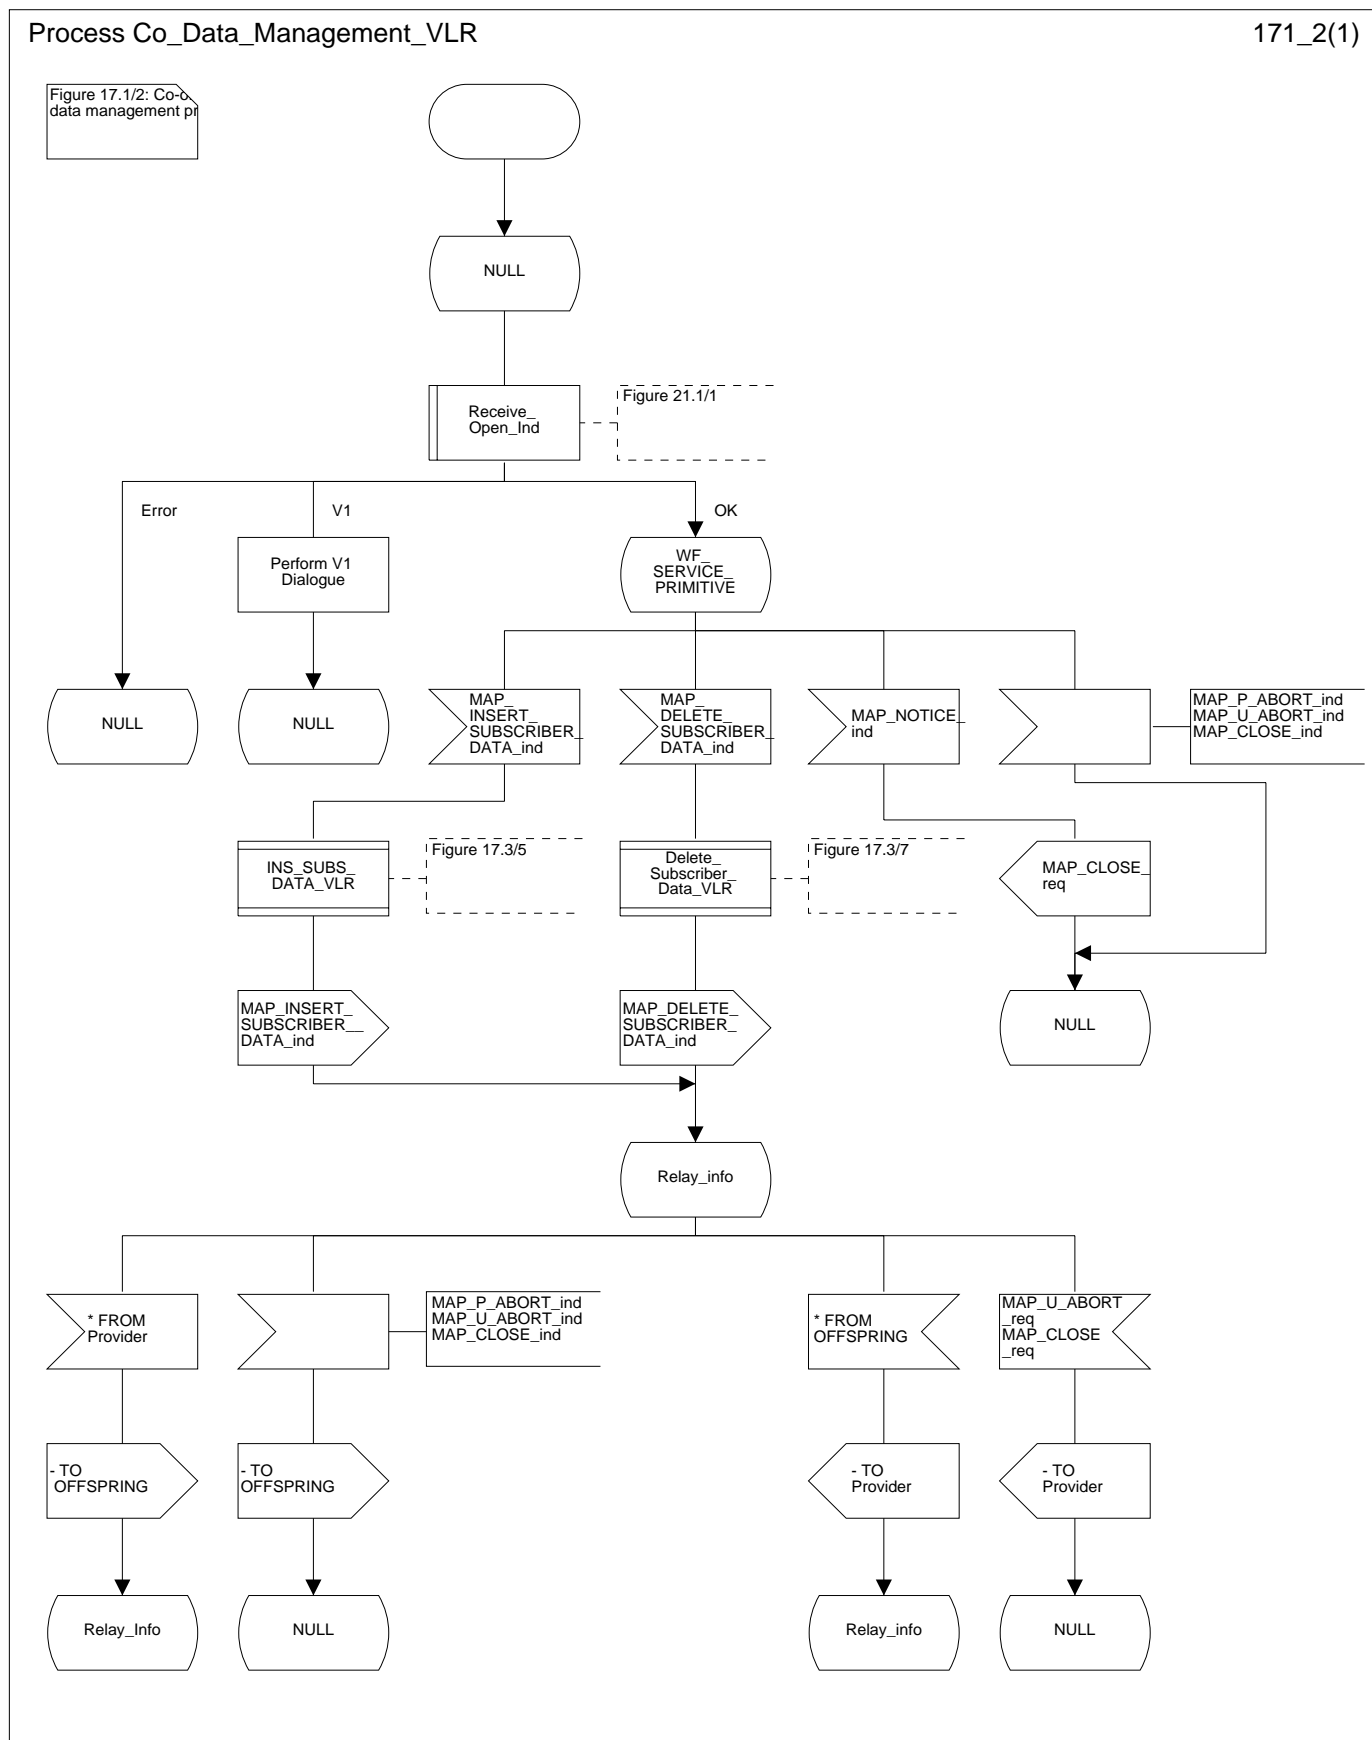 Process Co_Data_Management_VLR
171_2(1)
Figure 17.1/2: Co-o
data management pr
NULL
Receive_
Open_Ind
Figure 21.1/1
Error
V1
OK
Perform V1
Dialogue
WF_
SERVICE_
PRIMITIVE
NULL
NULL
MAP_
INSERT_
SUBSCRIBER_
DATA_ind
MAP_
DELETE_
SUBSCRIBER_
DATA_ind
MAP_NOTICE_
ind
MAP_P_ABORT_ind
MAP_U_ABORT_ind
MAP_CLOSE_ind
INS_SUBS_
DATA_VLR
Figure 17.3/5
Delete_
Subscriber_
Data_VLR
Figure 17.3/7
MAP_CLOSE_
req
MAP_INSERT_
SUBSCRIBER__
DATA_ind
MAP_DELETE_
SUBSCRIBER_
DATA_ind
NULL
Relay_info
* FROM
Provider
MAP_P_ABORT_ind
MAP_U_ABORT_ind
MAP_CLOSE_ind
* FROM
OFFSPRING
MAP_U_ABORT
_req
MAP_CLOSE
_req
- TO
OFFSPRING
- TO
OFFSPRING
- TO
Provider
- TO
Provider
Relay_Info
NULL
Relay_info
NULL